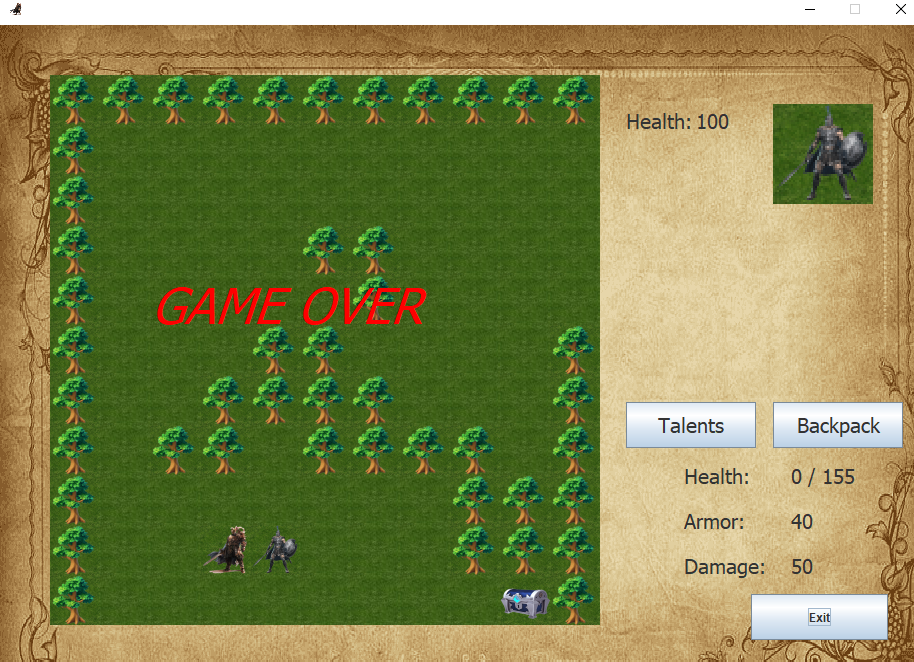 Health: 100
GAME OVER
Talents
Backpack
Health: 0 / 155
Armor: 40
Damage: 50
Exit